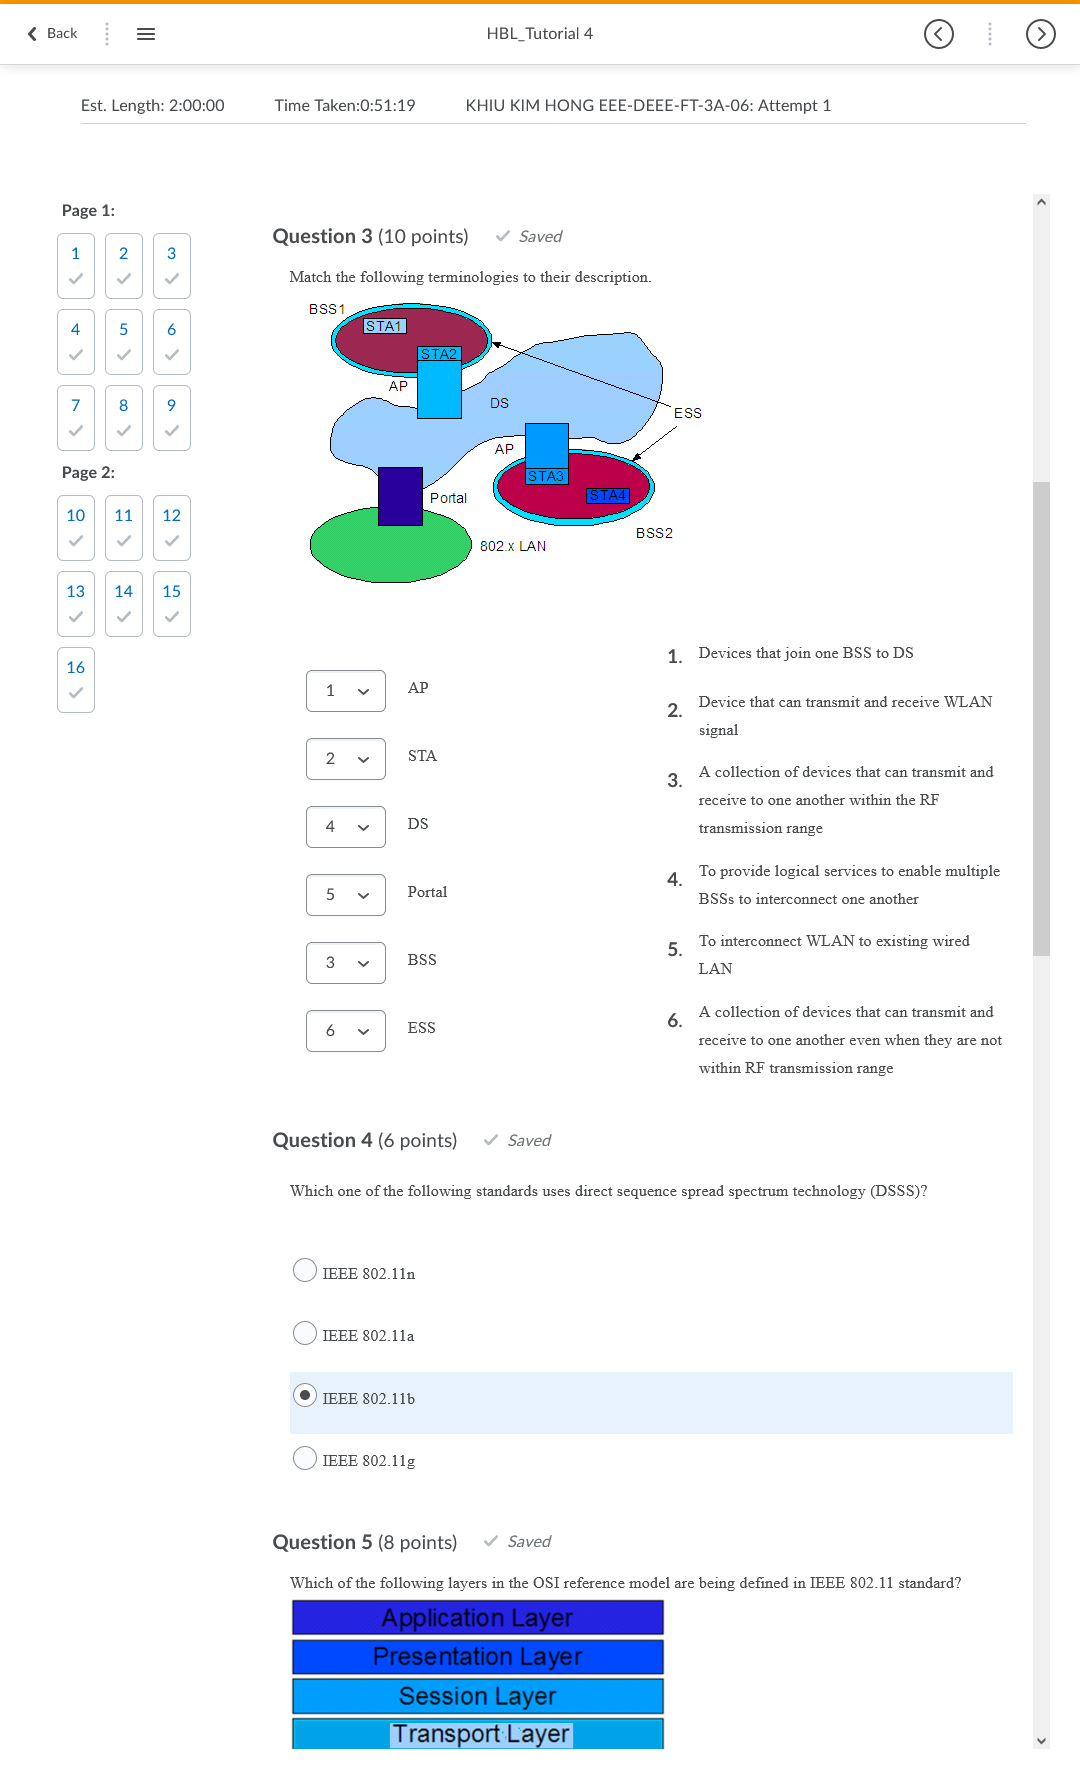 Back
HBL_Tutorial 4
Est. Length: 2:00:00 Time Taken:0:51:19 KHIU KIM HONG EEE-DEEE-FT-3A-06: Attempt 1
Page 1:
1 2 3
4 5 6
7 8 9
Page 2:
10 11 12
13 14 15
16
Question 3 (10 points) Saved
Match the following terminologies to their description.
BSS1
STA1
STA2
AP
DS
ESS
AP
STA3
STA4
Portal
BSS2
802.x LAN
1 AP
2 STA
4 DS
5 Portal
3 BSS
6 ESS
1. Devices that join one BSS to DS
2. Device that can transmit and receive WLAN
signal
3. A collection of devices that can transmit and
receive to one another within the RF
transmission range
4. To provide logical services to enable multiple
BSSs to interconnect one another
5. To interconnect WLAN to existing wired
LAN
6. A collection of devices that can transmit and
receive to one another even when they are not
within RF transmission range
Question 4 (6 points) Saved
Which one of the following standards uses direct sequence spread spectrum technology (DSSS)?
IEEE 802.11n
IEEE 802.11a
IEEE 802.11b
IEEE 802.11g
Question 5 (8 points) Saved
Which of the following layers in the OSI reference model are being defined in IEEE 802.11 standard?
Application Layer
Presentation Layer
Session Layer
Transport Layer